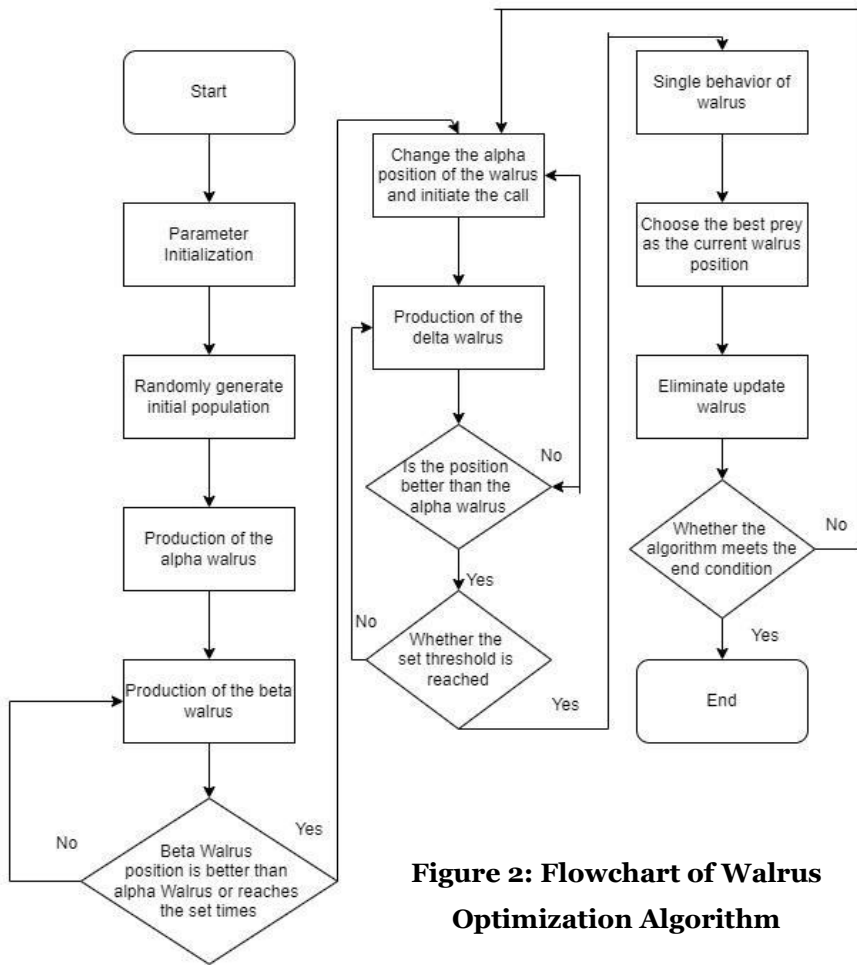 Start
Parameter
Initialization
Randomly generate
initial population
Production of the
alpha walrus
Production of the beta
walrus
No
Yes
Beta Walrus
position is better than
alpha Walrus or reaches
the set times
Change the alpha
position of the walrus
and initiate the call
Production of the
delta walrus
No
Is the position
better than the
alpha walrus
Yes
No
Whether the
set threshold is
reached
Yes
Single behavior of
walrus
Choose the best prey
as the current walrus
position
Eliminate update
walrus
No
Whether the
algorithm meets the
end condition
Yes
End
Figure 2: Flowchart of Walrus
Optimization Algorithm